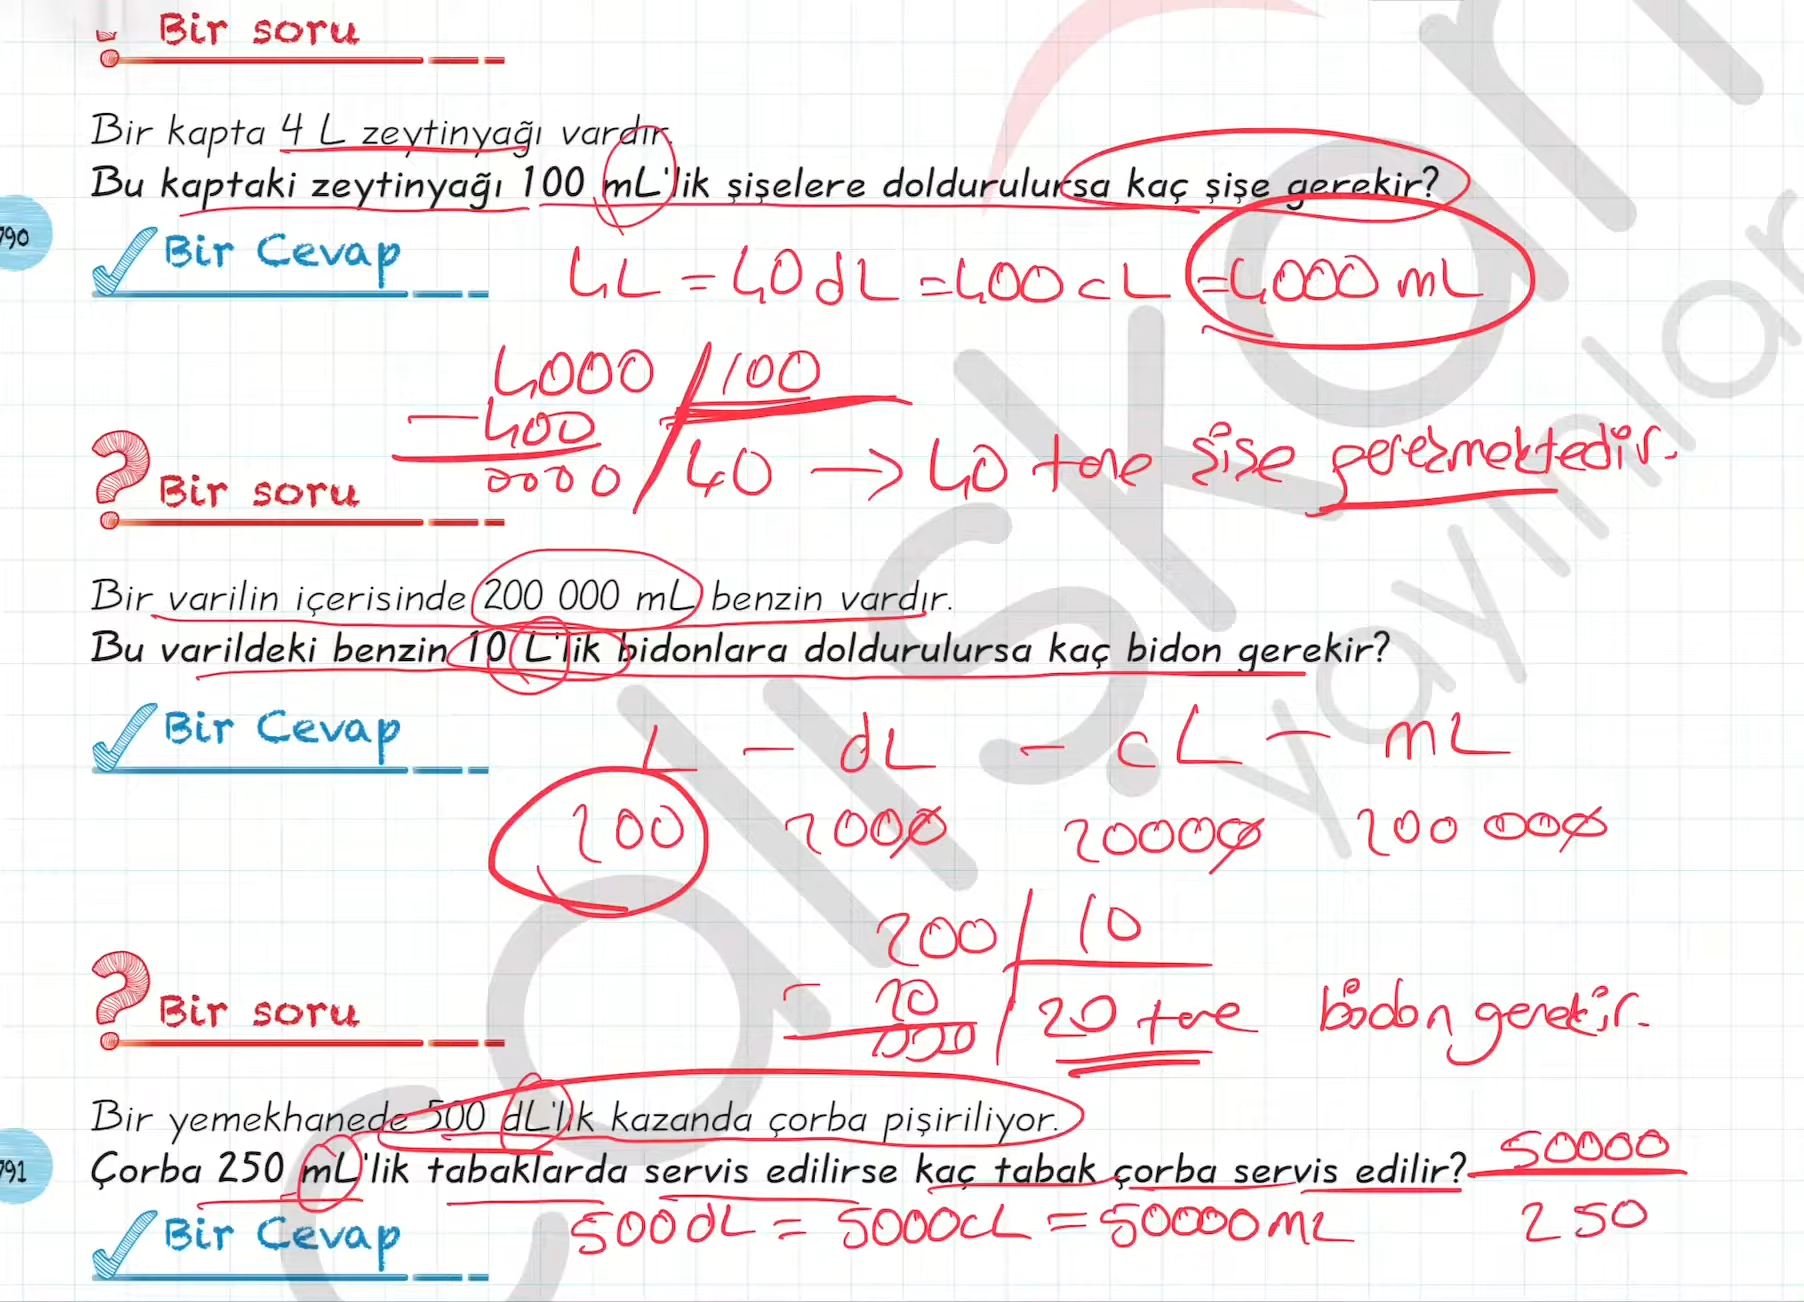 Bir soru
Bir kapta 4 L zeytinyağı vardır.
Bu kaptaki zeytinyağı 100 mL'lik şişelere doldurulursa kaç şişe gerekir?
790
Bir Cevap
4L = 40 dL = 400 cL = 4000 mL
4000 100
- 400
0000 40 → 40 tane şişe gerekmektedir.
Bir soru
Bir varilin içerisinde 200 000 mL benzin vardır.
Bu varildeki benzin 10 L'lik bidonlara doldurulursa kaç bidon gerekir?
Bir Cevap
L - dL - cL - mL
200 2000 20000 200 000
200 10
- 20 20 tane bidon gerekir.
000
Bir soru
Bir yemekhanede 500 dL'lik kazanda çorba pişiriliyor.
791
Çorba 250 mL'lik tabaklarda servis edilirse kaç tabak çorba servis edilir?
50000
250
Bir Cevap
500 dL = 5000 cL = 50000 mL
çalışkan
yayınlar